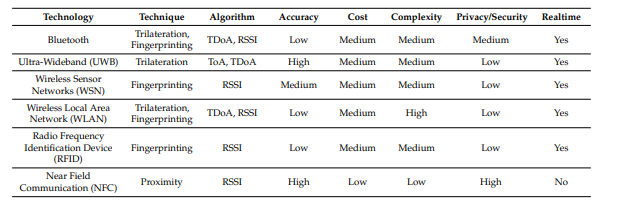 Technology Technique Algorithm Accuracy Cost Complexity Privacy/Security Realtime
Bluetooth Trilateration, Fingerprinting TDoA, RSSI Low Medium Medium Medium Yes
Ultra-Wideband (UWB) Trilateration ToA, TDoA High Medium Medium Low Yes
Wireless Sensor Networks (WSN) Fingerprinting RSSI Medium Medium Medium Low Yes
Wireless Local Area Network (WLAN) Trilateration, Fingerprinting TDoA, RSSI Low Medium High Low Yes
Radio Frequency Identification Device (RFID) Fingerprinting RSSI Low Medium Medium Low Yes
Near Field Communication (NFC) Proximity RSSI High Low Low High No